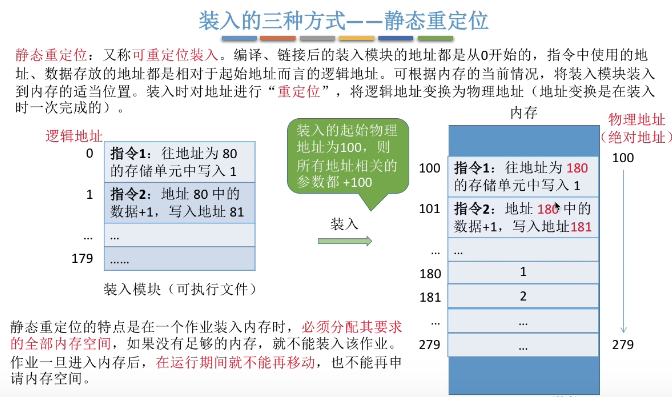 装入的三种方式——静态重定位
静态重定位：又称可重定位装入。编译、链接后的装入模块的地址都是从0开始的，指令中使用的地
址、数据存放的地址都是相对于起始地址而言的逻辑地址。可根据内存的当前情况，将装入模块装入
到内存的适当位置。装入时对地址进行“重定位”，将逻辑地址变换为物理地址（地址变换是在装入
时一次完成的）。
逻辑地址
0
指令1：往地址为 80
的存储单元中写入 1
1
指令2：地址 80 中的
数据+1，写入地址 81
...
...
179
......
装入模块（可执行文件）
装入的起始物理
地址为100，则
所有地址相关的
参数都 +100
装入
内存
物理地址
（绝对地址）
100
指令1：往地址为 180
的存储单元中写入 1
101
指令2：地址 180 中的
数据+1，写入地址181
...
...
180
1
181
2
...
...
279
...
100
279
静态重定位的特点是在一个作业装入内存时，必须分配其要求
的全部内存空间，如果没有足够的内存，就不能装入该作业。
作业一旦进入内存后，在运行期间就不能再移动，也不能再申
请内存空间。